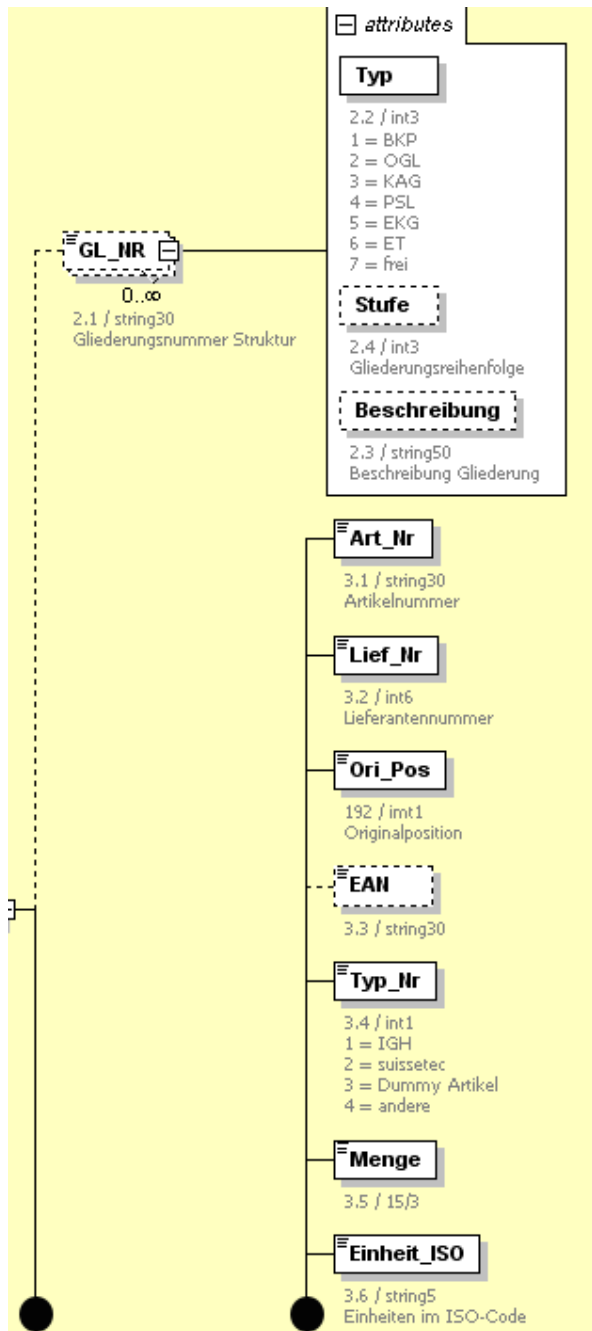 attributes
Typ
2.2 / int3
1 = BKP
2 = OGL
3 = KAG
4 = PSL
5 = EKG
6 = ET
7 = frei
GL_NR
0..∞
2.1 / string30
Gliederungsnummer Struktur
Stufe
2.4 / int3
Gliederungsreihenfolge
Beschreibung
2.3 / string50
Beschreibung Gliederung
Art_Nr
3.1 / string30
Artikelnummer
Lief_Nr
3.2 / int6
Lieferantennummer
Ori_Pos
192 / imt1
Originalposition
EAN
3.3 / string30
Typ_Nr
3.4 / int1
1 = IGH
2 = suissetec
3 = Dummy Artikel
4 = andere
Menge
3.5 / 15/3
Einheit_ISO
3.6 / string5
Einheiten im ISO-Code